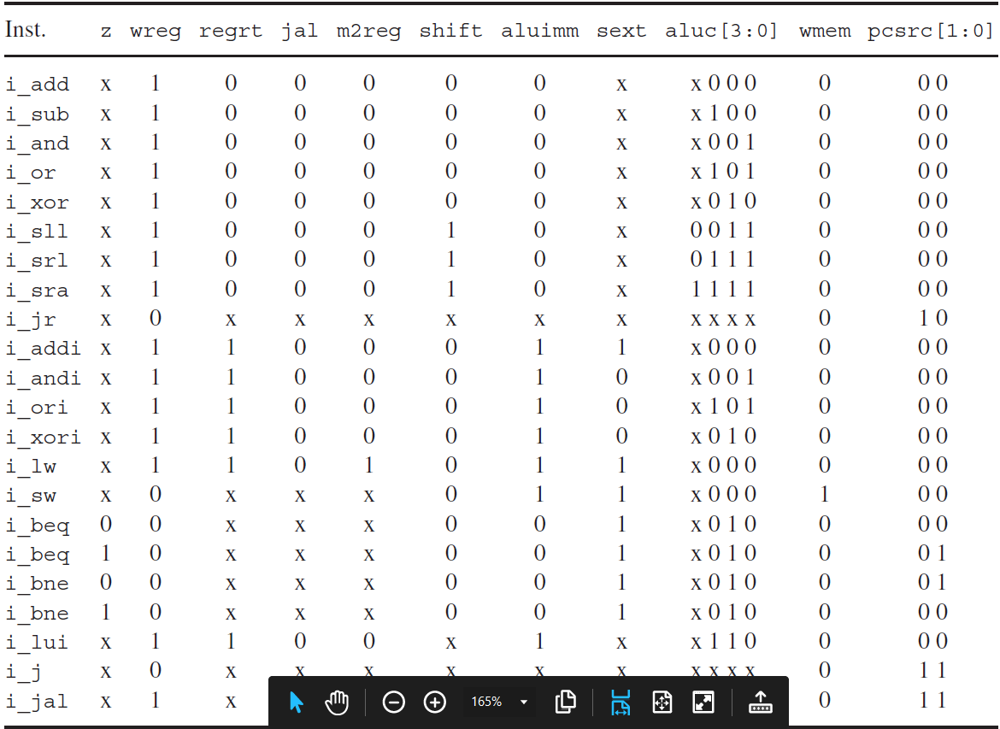 Inst. z wreg regrt jal m2reg shift aluimm sext aluc[3:0] wmem pcsrc[1:0]
i_add x 1 0 0 0 0 0 x x 0 0 0 0 0 0
i_sub x 1 0 0 0 0 0 x x 1 0 0 0 0 0
i_and x 1 0 0 0 0 0 x x 0 0 1 0 0 0
i_or x 1 0 0 0 0 0 x x 1 0 1 0 0 0
i_xor x 1 0 0 0 0 0 x x 0 1 0 0 0 0
i_sll x 1 0 0 0 1 0 x 0 0 1 1 0 0 0
i_srl x 1 0 0 0 1 0 x 0 1 1 1 0 0 0
i_sra x 1 0 0 0 1 0 x 1 1 1 1 0 0 0
i_jr x 0 x x x x x x x x x x 0 1 0
i_addi x 1 1 0 0 0 1 1 x 0 0 0 0 0 0
i_andi x 1 1 0 0 0 1 0 x 0 0 1 0 0 0
i_ori x 1 1 0 0 0 1 0 x 1 0 1 0 0 0
i_xori x 1 1 0 0 0 1 0 x 0 1 0 0 0 0
i_lw x 1 1 0 1 0 1 1 x 0 0 0 0 0 0
i_sw x 0 x x x 0 1 1 x 0 0 0 1 0 0
i_beq 0 0 x x x 0 0 1 x 0 1 0 0 0 0
i_beq 1 0 x x x 0 0 1 x 0 1 0 0 0 1
i_bne 0 0 x x x 0 0 1 x 0 1 0 0 0 1
i_bne 1 0 x x x 0 0 1 x 0 1 0 0 0 0
i_lui x 1 1 0 0 x 1 x x 1 1 0 0 0 0
i_j x 0 x x x x x x x x x x 0 1 1
i_jal x 1 x 0 1 1
165%